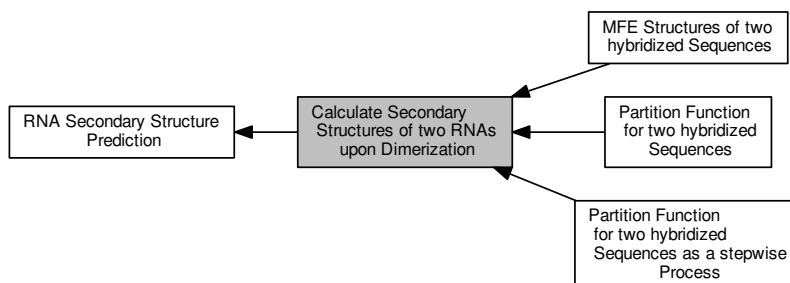 MFE Structures of two
hybridized Sequences
RNA Secondary Structure
Prediction
Calculate Secondary
Structures of two RNAs
upon Dimerization
Partition Function
for two hybridized
Sequences
Partition Function
for two hybridized
Sequences as a stepwise
Process